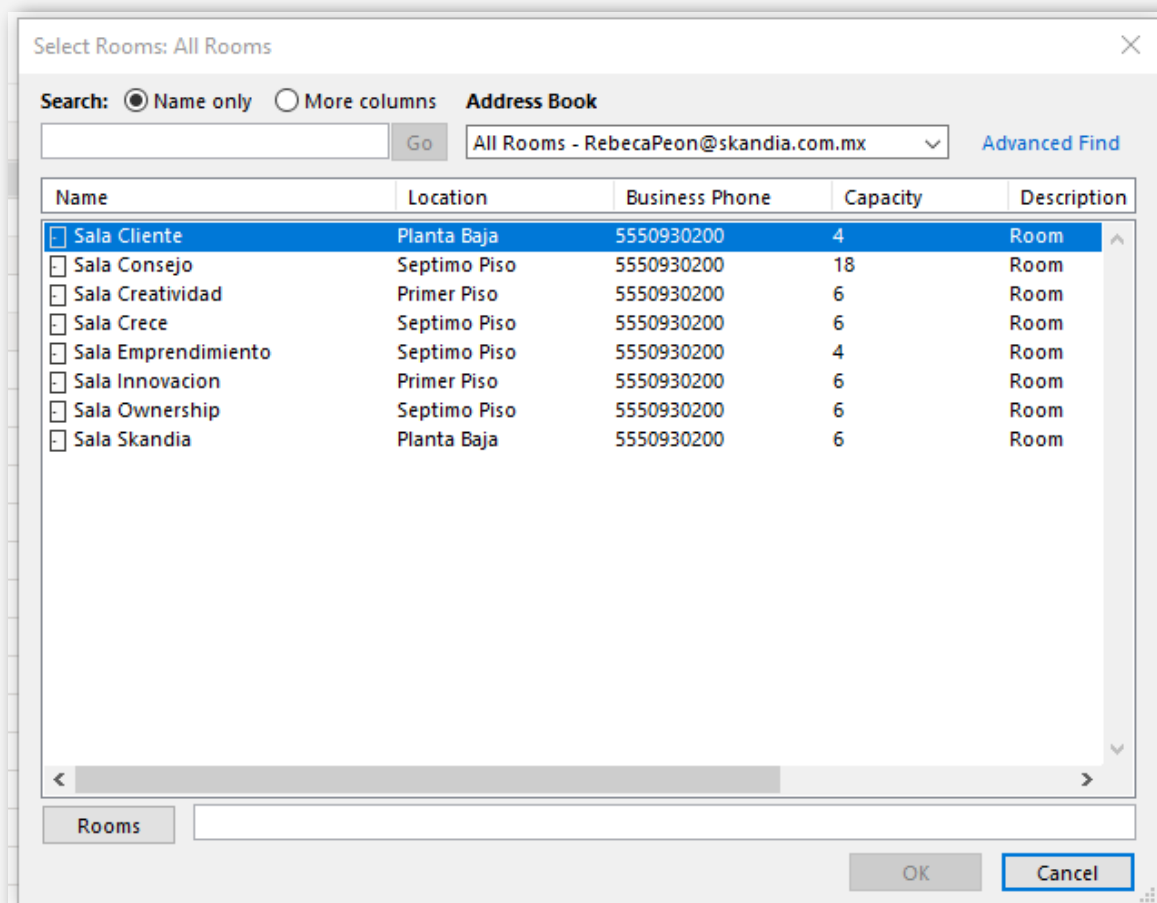 Select Rooms: All Rooms
Search: Name only More columns Address Book
Go All Rooms - RebecaPeon@skandia.com.mx Advanced Find
Name Location Business Phone Capacity Description
Sala Cliente Planta Baja 5550930200 4 Room
Sala Consejo Septimo Piso 5550930200 18 Room
Sala Creatividad Primer Piso 5550930200 6 Room
Sala Crece Septimo Piso 5550930200 6 Room
Sala Emprendimiento Septimo Piso 5550930200 4 Room
Sala Innovacion Primer Piso 5550930200 6 Room
Sala Ownership Septimo Piso 5550930200 6 Room
Sala Skandia Planta Baja 5550930200 6 Room
Rooms
OK Cancel